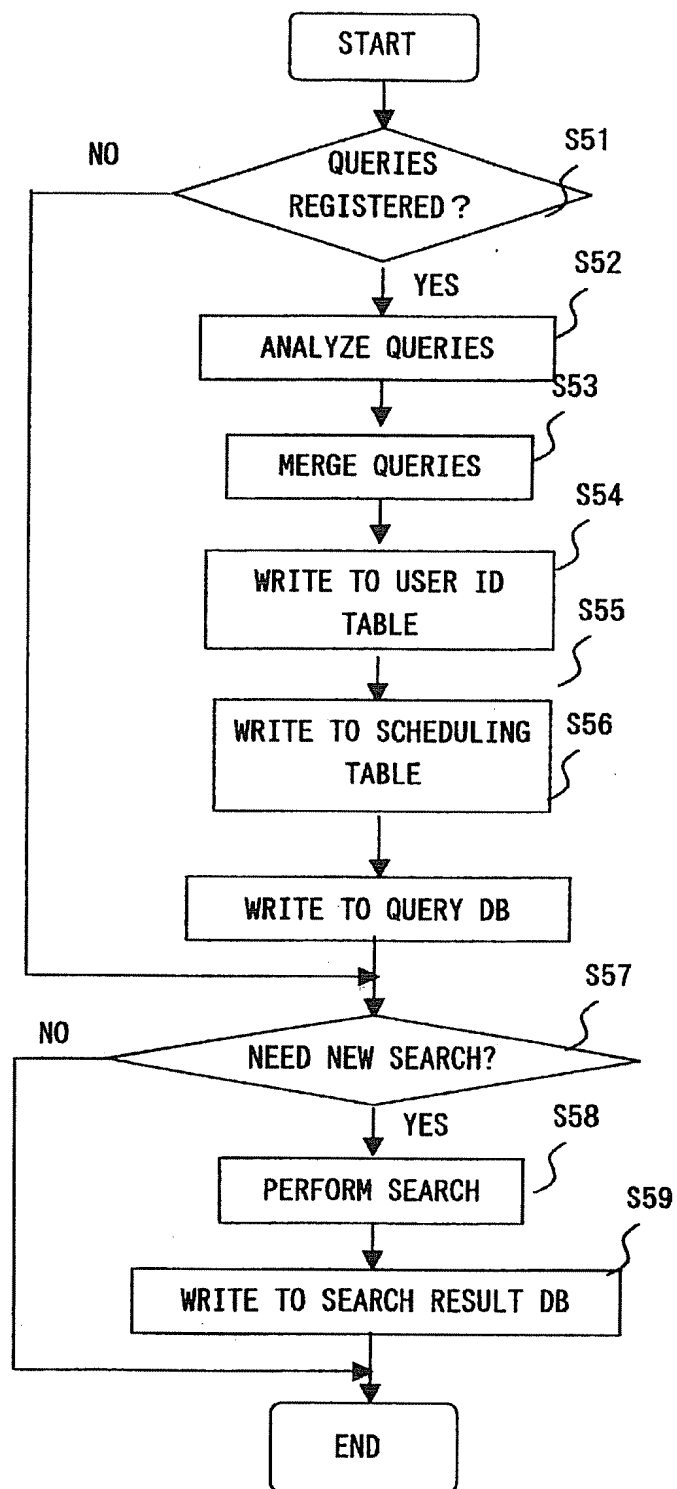 START
NO
QUERIES
REGISTERED?
S51
YES
S52
ANALYZE QUERIES
S53
MERGE QUERIES
S54
WRITE TO USER ID
TABLE
S55
WRITE TO SCHEDULING
TABLE
S56
WRITE TO QUERY DB
S57
NO
NEED NEW SEARCH?
YES
S58
PERFORM SEARCH
S59
WRITE TO SEARCH RESULT DB
END